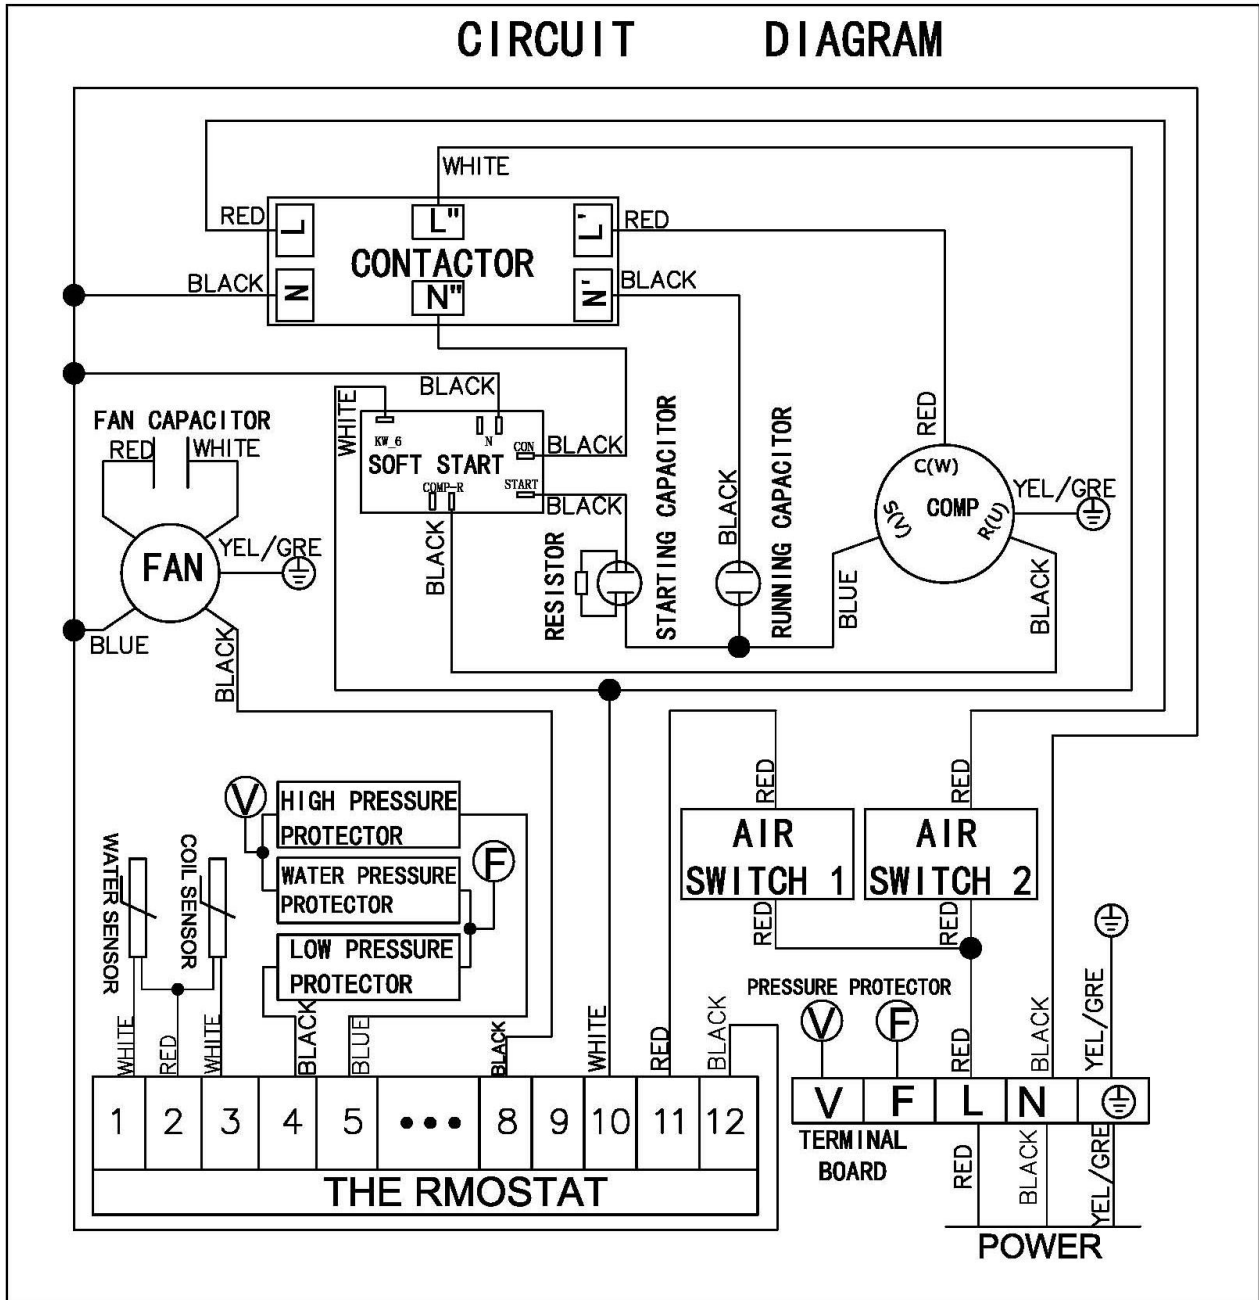 CIRCUIT DIAGRAM
WHITE
RED
L
L"
L'
RED
CONTACTOR
BLACK
N
N"
N'
BLACK
BLACK
WHITE
FAN CAPACITOR
RED
WHITE
KW_6
N
CON
BLACK
SOFT START
COMP-R
START
BLACK
BLACK
RESISTOR
STARTING CAPACITOR
BLACK
RUNNING CAPACITOR
RED
C(W)
COMP
S(V)
R(U)
YEL/GRE
BLUE
BLACK
FAN
YEL/GRE
BLUE
BLACK
V
HIGH PRESSURE
PROTECTOR
WATER PRESSURE
PROTECTOR
F
LOW PRESSURE
PROTECTOR
WATER SENSOR
COIL SENSOR
RED
RED
AIR
SWITCH 1
AIR
SWITCH 2
RED
RED
PRESSURE PROTECTOR
V
F
WHITE
RED
WHITE
BLACK
BLUE
BLACK
WHITE
RED
BLACK
RED
BLACK
YEL/GRE
1 2 3 4 5 ••• 8 9 10 11 12
THE RMOSTAT
V F L N
TERMINAL
BOARD
RED
BLACK
YEL/GRE
POWER